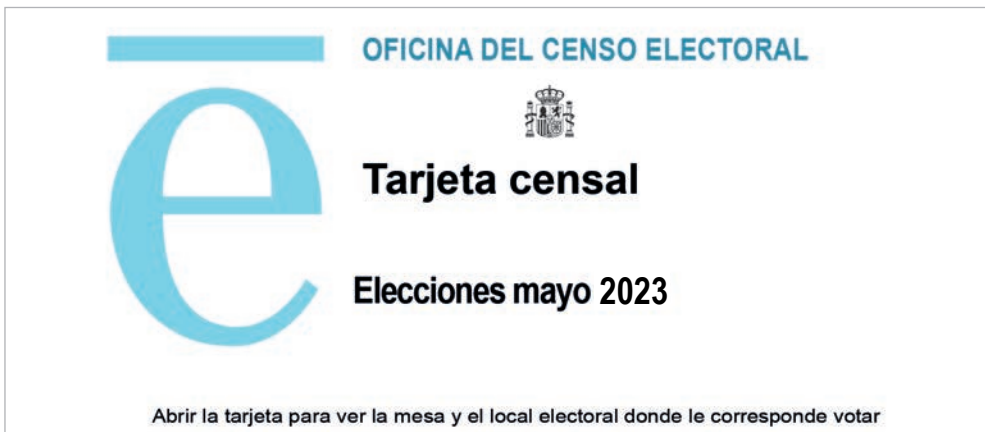 OFICINA DEL CENSO ELECTORAL
Tarjeta censal
Elecciones mayo 2023
Abrir la tarjeta para ver la mesa y el local electoral donde le corresponde votar